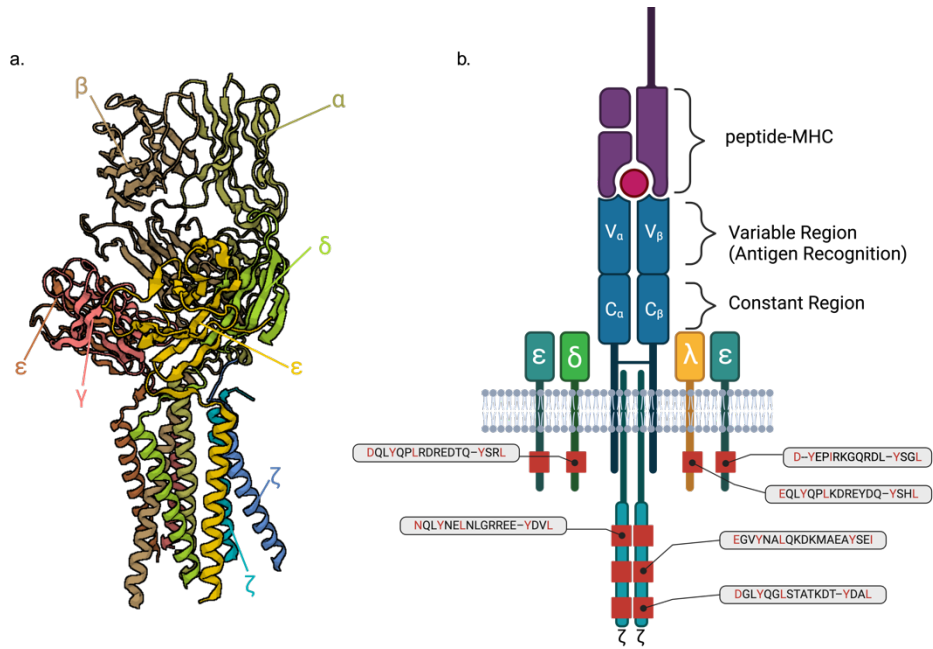 a.
β
α
δ
ε
γ
ε
ζ
ζ
b.
peptide-MHC
Vα
Vβ
Variable Region
(Antigen Recognition)
Cα
Cβ
Constant Region
ε
δ
λ
ε
DQLYQPLRDREDTQ–YSRL
D–YEPIRKGQRDL–YSGL
EQLYQPLKDREYDQ–YSHL
NQLYNELNLGRREE–YDVL
EGVYNALQKDKMAEAYSEI
DGLYQGLSTATKDT–YDAL
ζ
ζ